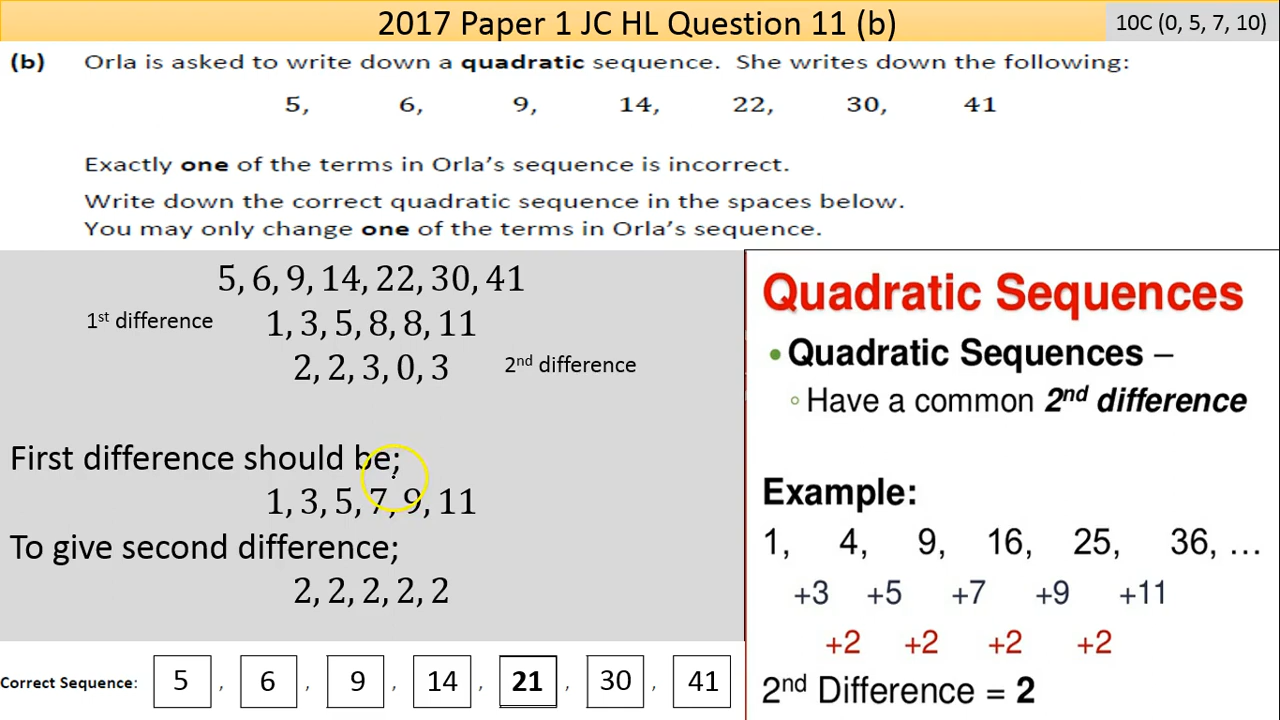 2017 Paper 1 JC HL Question 11 (b)
10C (0, 5, 7, 10)
(b) Orla is asked to write down a quadratic sequence. She writes down the following:
5, 6, 9, 14, 22, 30, 41
Exactly one of the terms in Orla's sequence is incorrect.
Write down the correct quadratic sequence in the spaces below.
You may only change one of the terms in Orla's sequence.
5, 6, 9, 14, 22, 30, 41
1st difference 1, 3, 5, 8, 8, 11
2, 2, 3, 0, 3 2nd difference
First difference should be;
1, 3, 5, 7, 9, 11
To give second difference;
2, 2, 2, 2, 2
Correct Sequence: 5 , 6 , 9 , 14 , 21 , 30 , 41
Quadratic Sequences
• Quadratic Sequences –
◦ Have a common 2nd difference
Example:
1, 4, 9, 16, 25, 36, …
+3 +5 +7 +9 +11
+2 +2 +2 +2
2nd Difference = 2